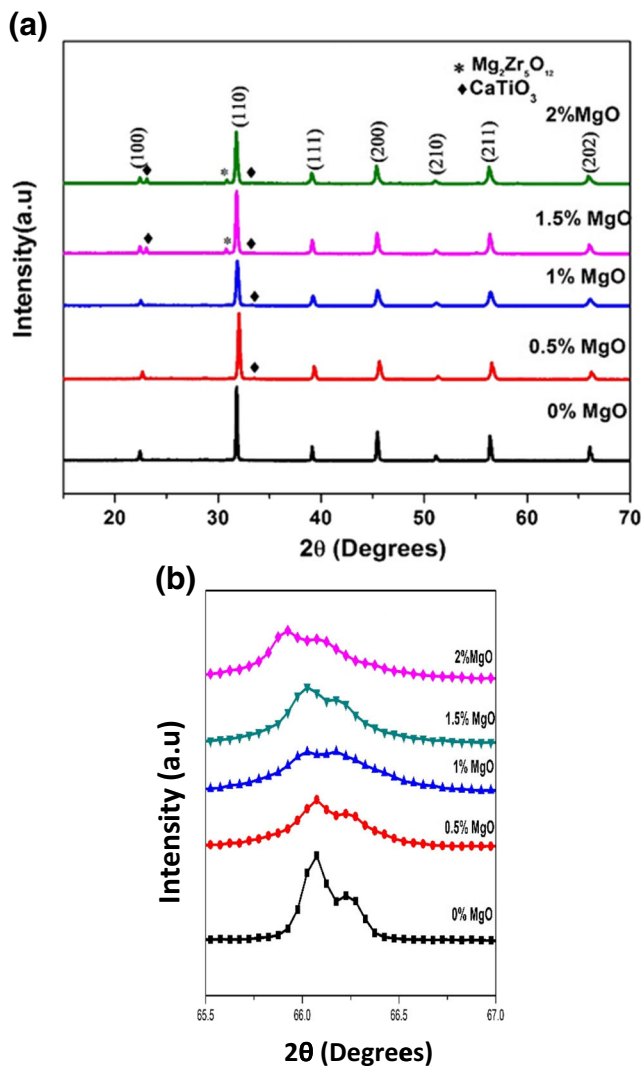 (a)
* Mg₂Zr₅O₁₂
♦CaTiO₃
2%MgO
(100)
♦
*
(110)
♦
(111)
(200)
(210)
(211)
(202)
1.5% MgO
♦
*
♦
1% MgO
♦
0.5% MgO
♦
0% MgO
Intensity(a.u)
20 30 40 50 60 70
2θ (Degrees)
(b)
2%MgO
1.5% MgO
1% MgO
0.5% MgO
0% MgO
Intensity (a.u)
65.5 66.0 66.5 67.0
2θ (Degrees)